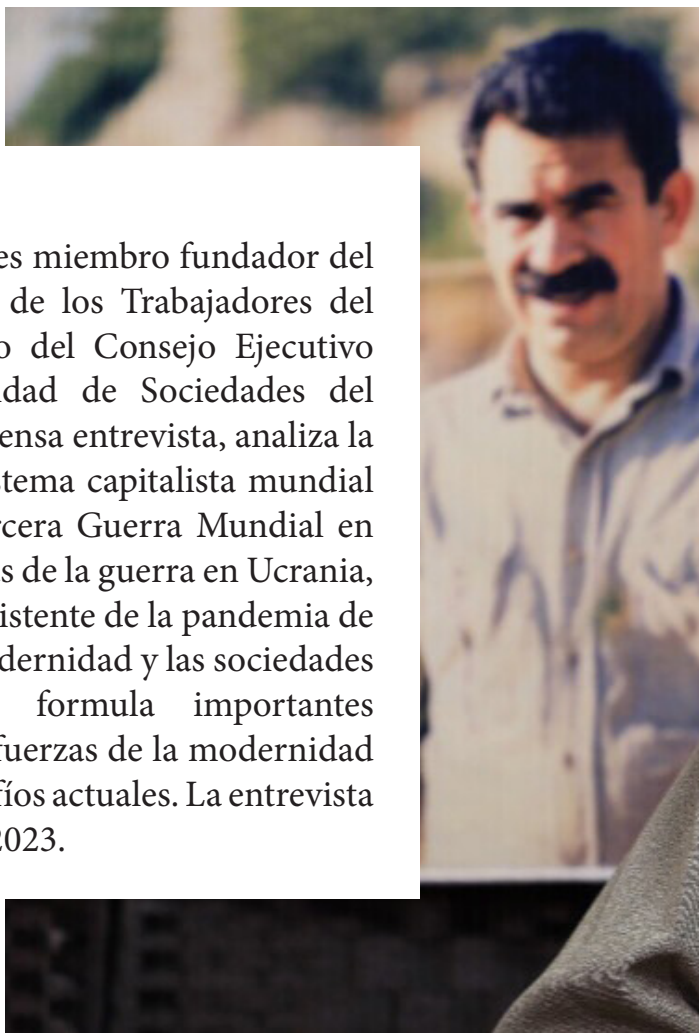 es miembro fundador del
de los Trabajadores del
o del Consejo Ejecutivo
idad de Sociedades del
ensa entrevista, analiza la
stema capitalista mundial
rcera Guerra Mundial en
s de la guerra en Ucrania,
istente de la pandemia de
dernidad y las sociedades
formula importantes
fuerzas de la modernidad
fíos actuales. La entrevista
2023.